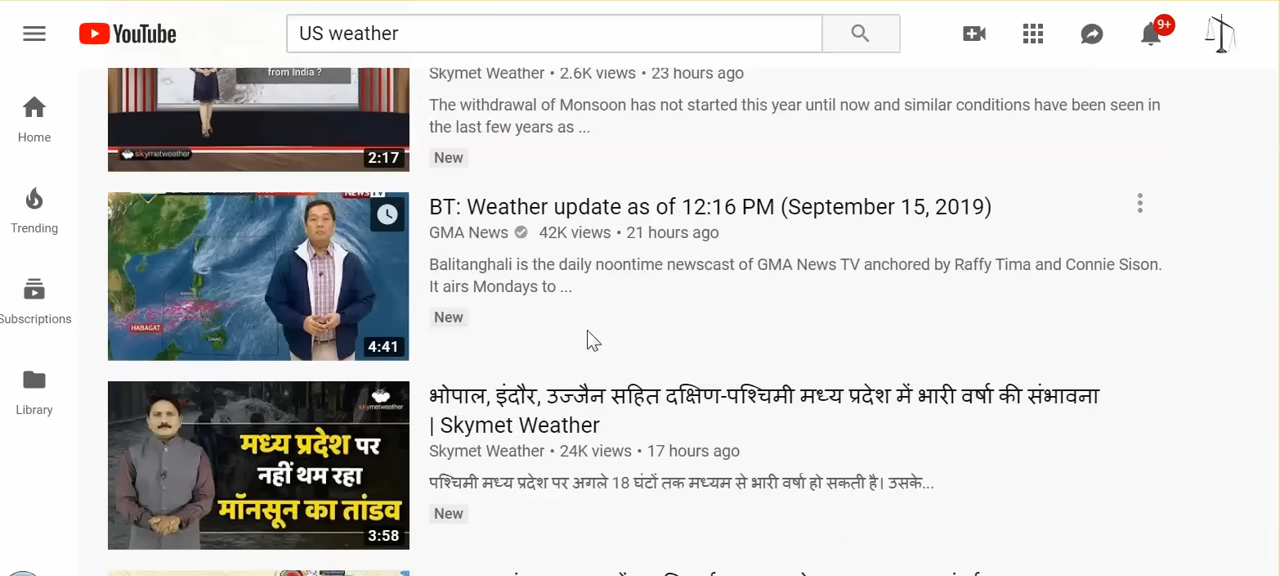 YouTube
US weather
9+
Home
Trending
Subscriptions
Library
from India ?
skymetweather
2:17
Skymet Weather • 2.6K views • 23 hours ago
The withdrawal of Monsoon has not started this year until now and similar conditions have been seen in
the last few years as ...
New
HABAGAT
4:41
BT: Weather update as of 12:16 PM (September 15, 2019)
GMA News 42K views • 21 hours ago
Balitanghali is the daily noontime newscast of GMA News TV anchored by Raffy Tima and Connie Sison.
It airs Mondays to ...
New
skymetweather
मध्य प्रदेश पर
नहीं थम रहा
मॉनसून का तांडव
3:58
भोपाल, इंदौर, उज्जैन सहित दक्षिण-पश्चिमी मध्य प्रदेश में भारी वर्षा की संभावना
| Skymet Weather
Skymet Weather • 24K views • 17 hours ago
पश्चिमी मध्य प्रदेश पर अगले 18 घंटों तक मध्यम से भारी वर्षा हो सकती है। उसके...
New